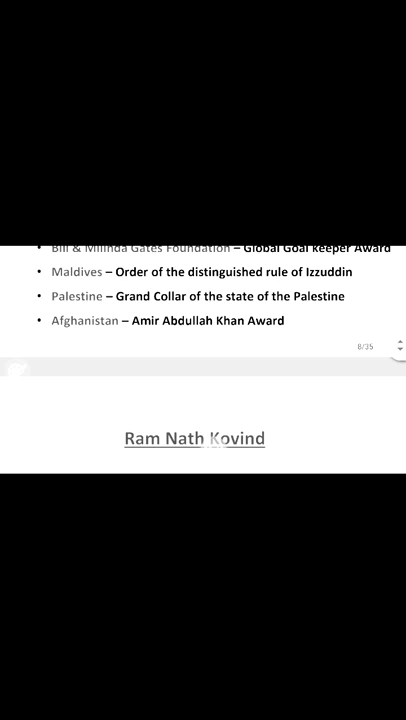 • Bill & Milinda Gates Foundation – Global Goal keeper Award
• Maldives – Order of the distinguished rule of Izzuddin
• Palestine – Grand Collar of the state of the Palestine
• Afghanistan – Amir Abdullah Khan Award
8/35
Ram Nath Kovind